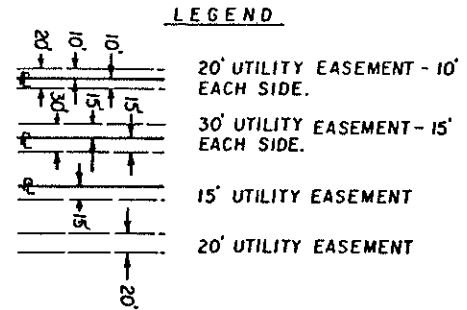 LEGEND
20' 10' 10'
20' UTILITY EASEMENT - 10'
EACH SIDE.
30' 15' 15'
30' UTILITY EASEMENT - 15'
EACH SIDE.
15' UTILITY EASEMENT
15'
20' UTILITY EASEMENT
20'